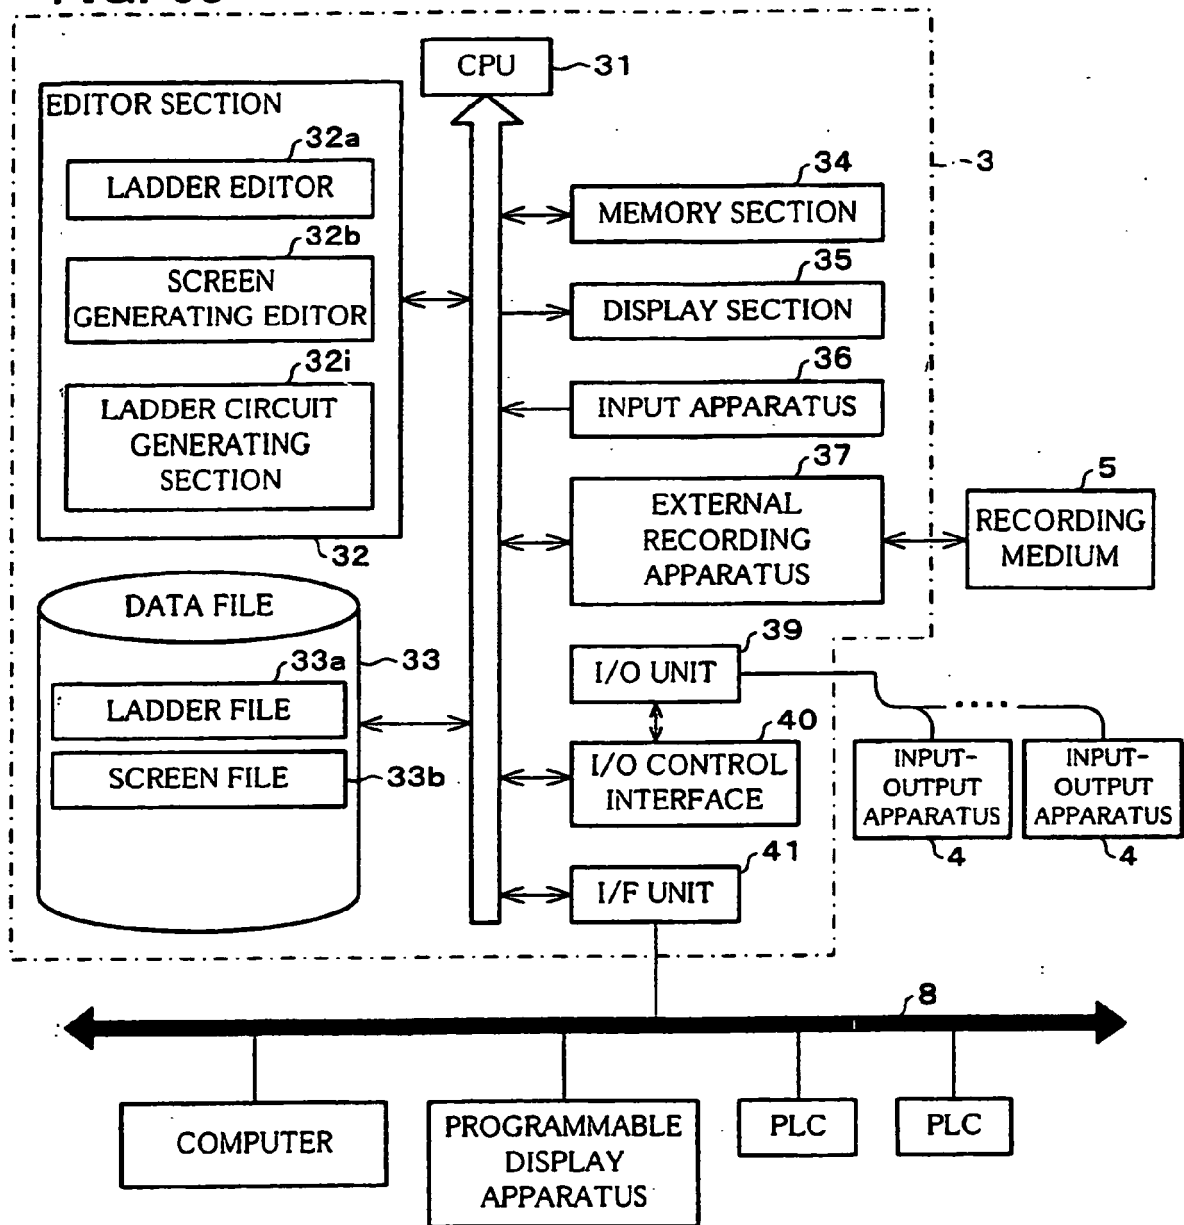 CPU
31
EDITOR SECTION
32a
LADDER EDITOR
32b
SCREEN
GENERATING EDITOR
32i
LADDER CIRCUIT
GENERATING
SECTION
32
34
MEMORY SECTION
3
35
DISPLAY SECTION
36
INPUT APPARATUS
37
EXTERNAL
RECORDING
APPARATUS
5
RECORDING
MEDIUM
DATA FILE
33
33a
LADDER FILE
SCREEN FILE
33b
39
I/O UNIT
40
I/O CONTROL
INTERFACE
INPUT-
OUTPUT
APPARATUS
4
INPUT-
OUTPUT
APPARATUS
4
41
I/F UNIT
8
COMPUTER
PROGRAMMABLE
DISPLAY
APPARATUS
PLC
PLC